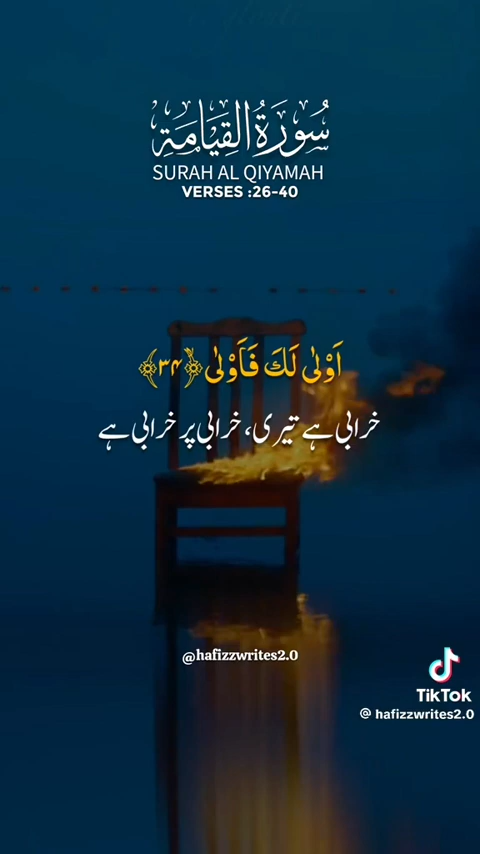 سُورَةُ القِيَامَةِ
SURAH AL QIYAMAH
VERSES :26-40
اَوْلٰى لَكَ فَاَوْلٰى ﴿۳۴﴾
خرابی ہے تیری، خرابی پر خرابی ہے
@hafizzwrites2.0
TikTok
@ hafizzwrites2.0